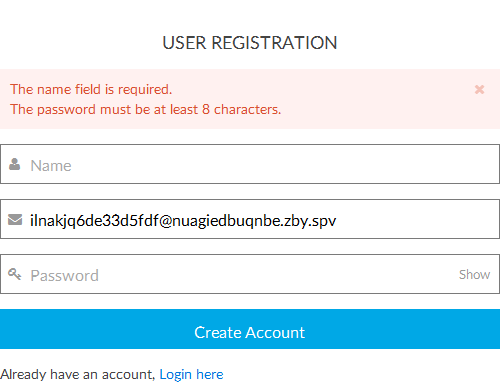 USER REGISTRATION
The name field is required.
The password must be at least 8 characters.
Name
ilnakjq6de33d5fdf@nuagiedbuqnbe.zby.spv
Password Show
Create Account
Already have an account, Login here